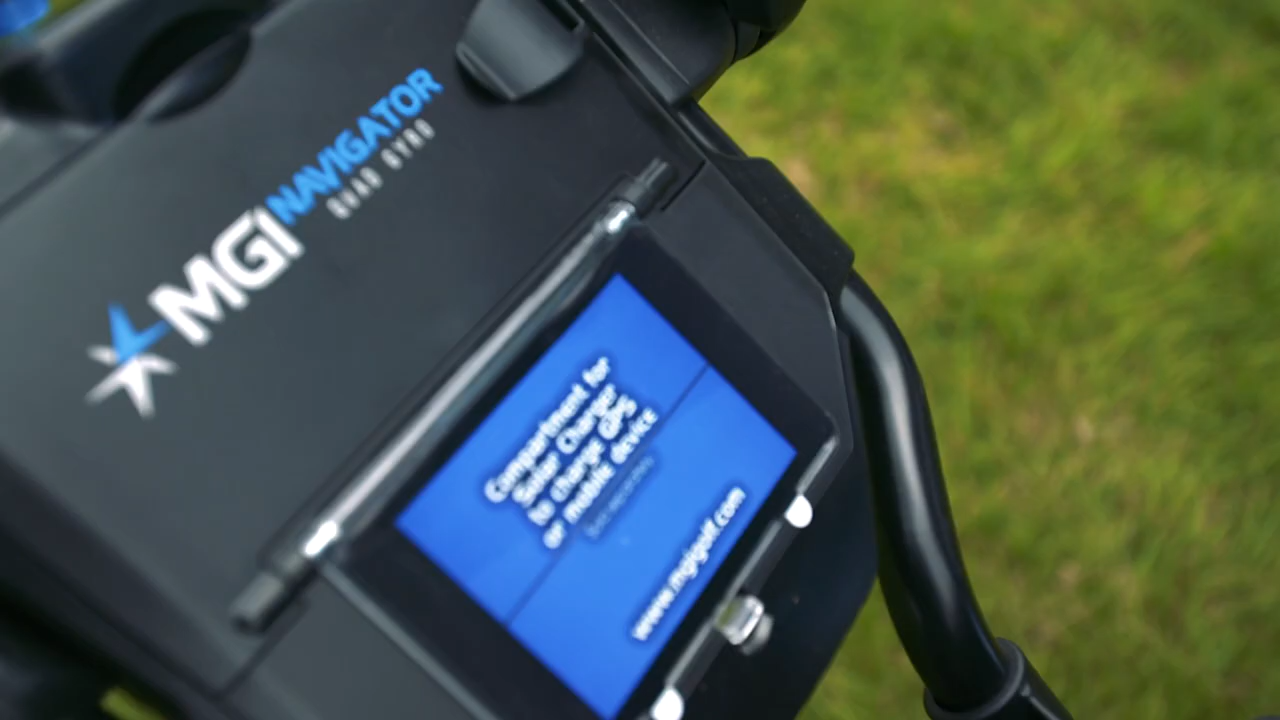 MGI NAVIGATOR
QUAD GYRO
Compartment for
Solar Charger
to charge GPS
or mobile device
www.mgigolf.com